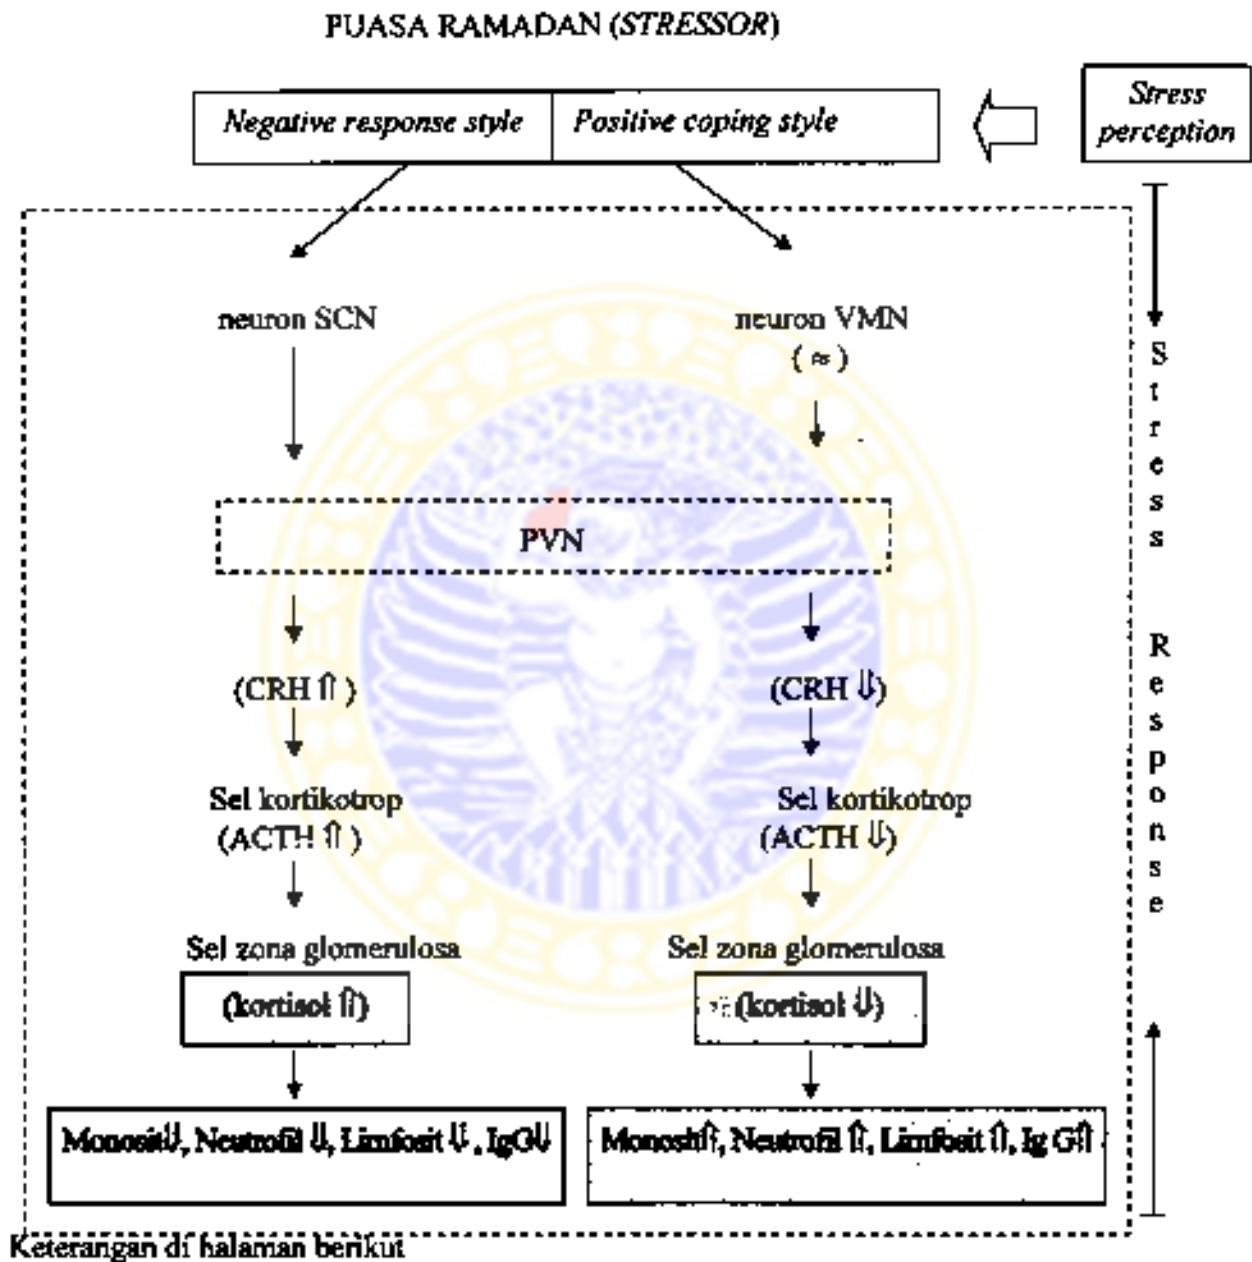 PUASA RAMADAN (STRESSOR)
Negative response style
Positive coping style
Stress
perception
neuron SCN
neuron VMN
(≈)
PVN
(CRH ⇑)
(CRH ⇓)
Sel kortikotrop
(ACTH ⇑)
Sel kortikotrop
(ACTH ⇓)
Sel zona glomerulosa
(kortisol ⇑)
Sel zona glomerulosa
(kortisol ⇓)
Monosit⇓, Neutrofil ⇓, Limfosit ⇓, IgG⇓
Monosit⇑, Neutrofil ⇑, Limfosit ⇑, Ig G⇑
Stress
Response
Keterangan di halaman berikut